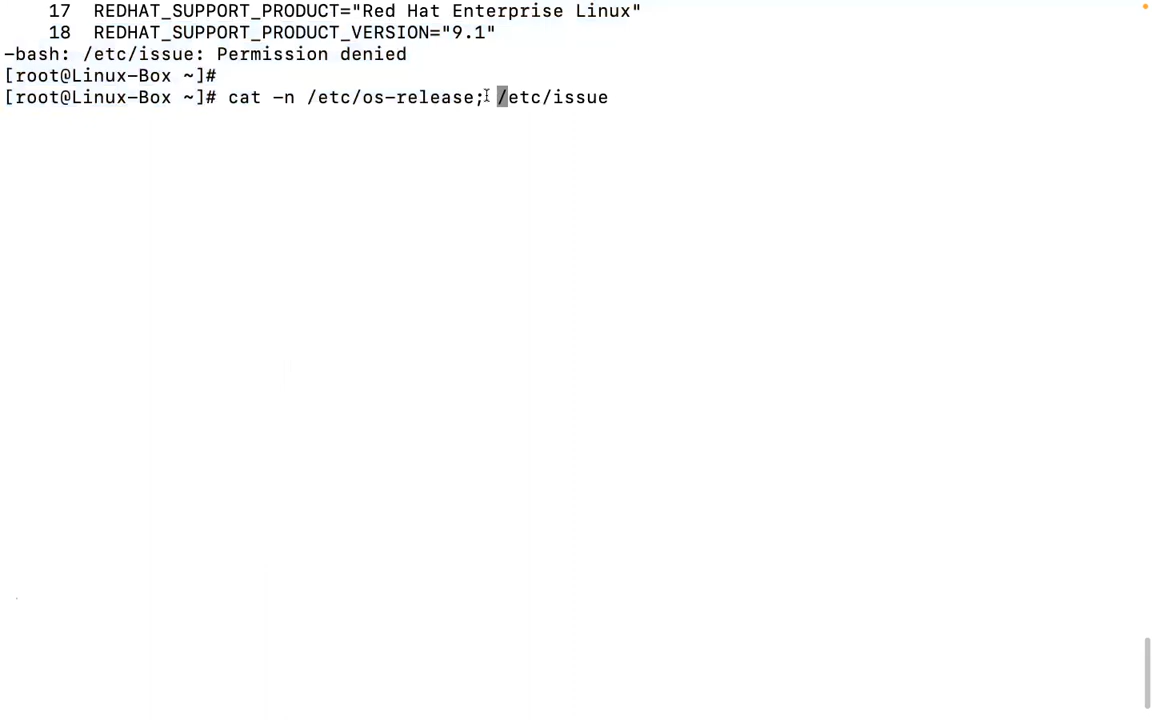 17 REDHAT_SUPPORT_PRODUCT="Red Hat Enterprise Linux"
18 REDHAT_SUPPORT_PRODUCT_VERSION="9.1"
-bash: /etc/issue: Permission denied
[root@Linux-Box ~]#
[root@Linux-Box ~]# cat -n /etc/os-release; /etc/issue